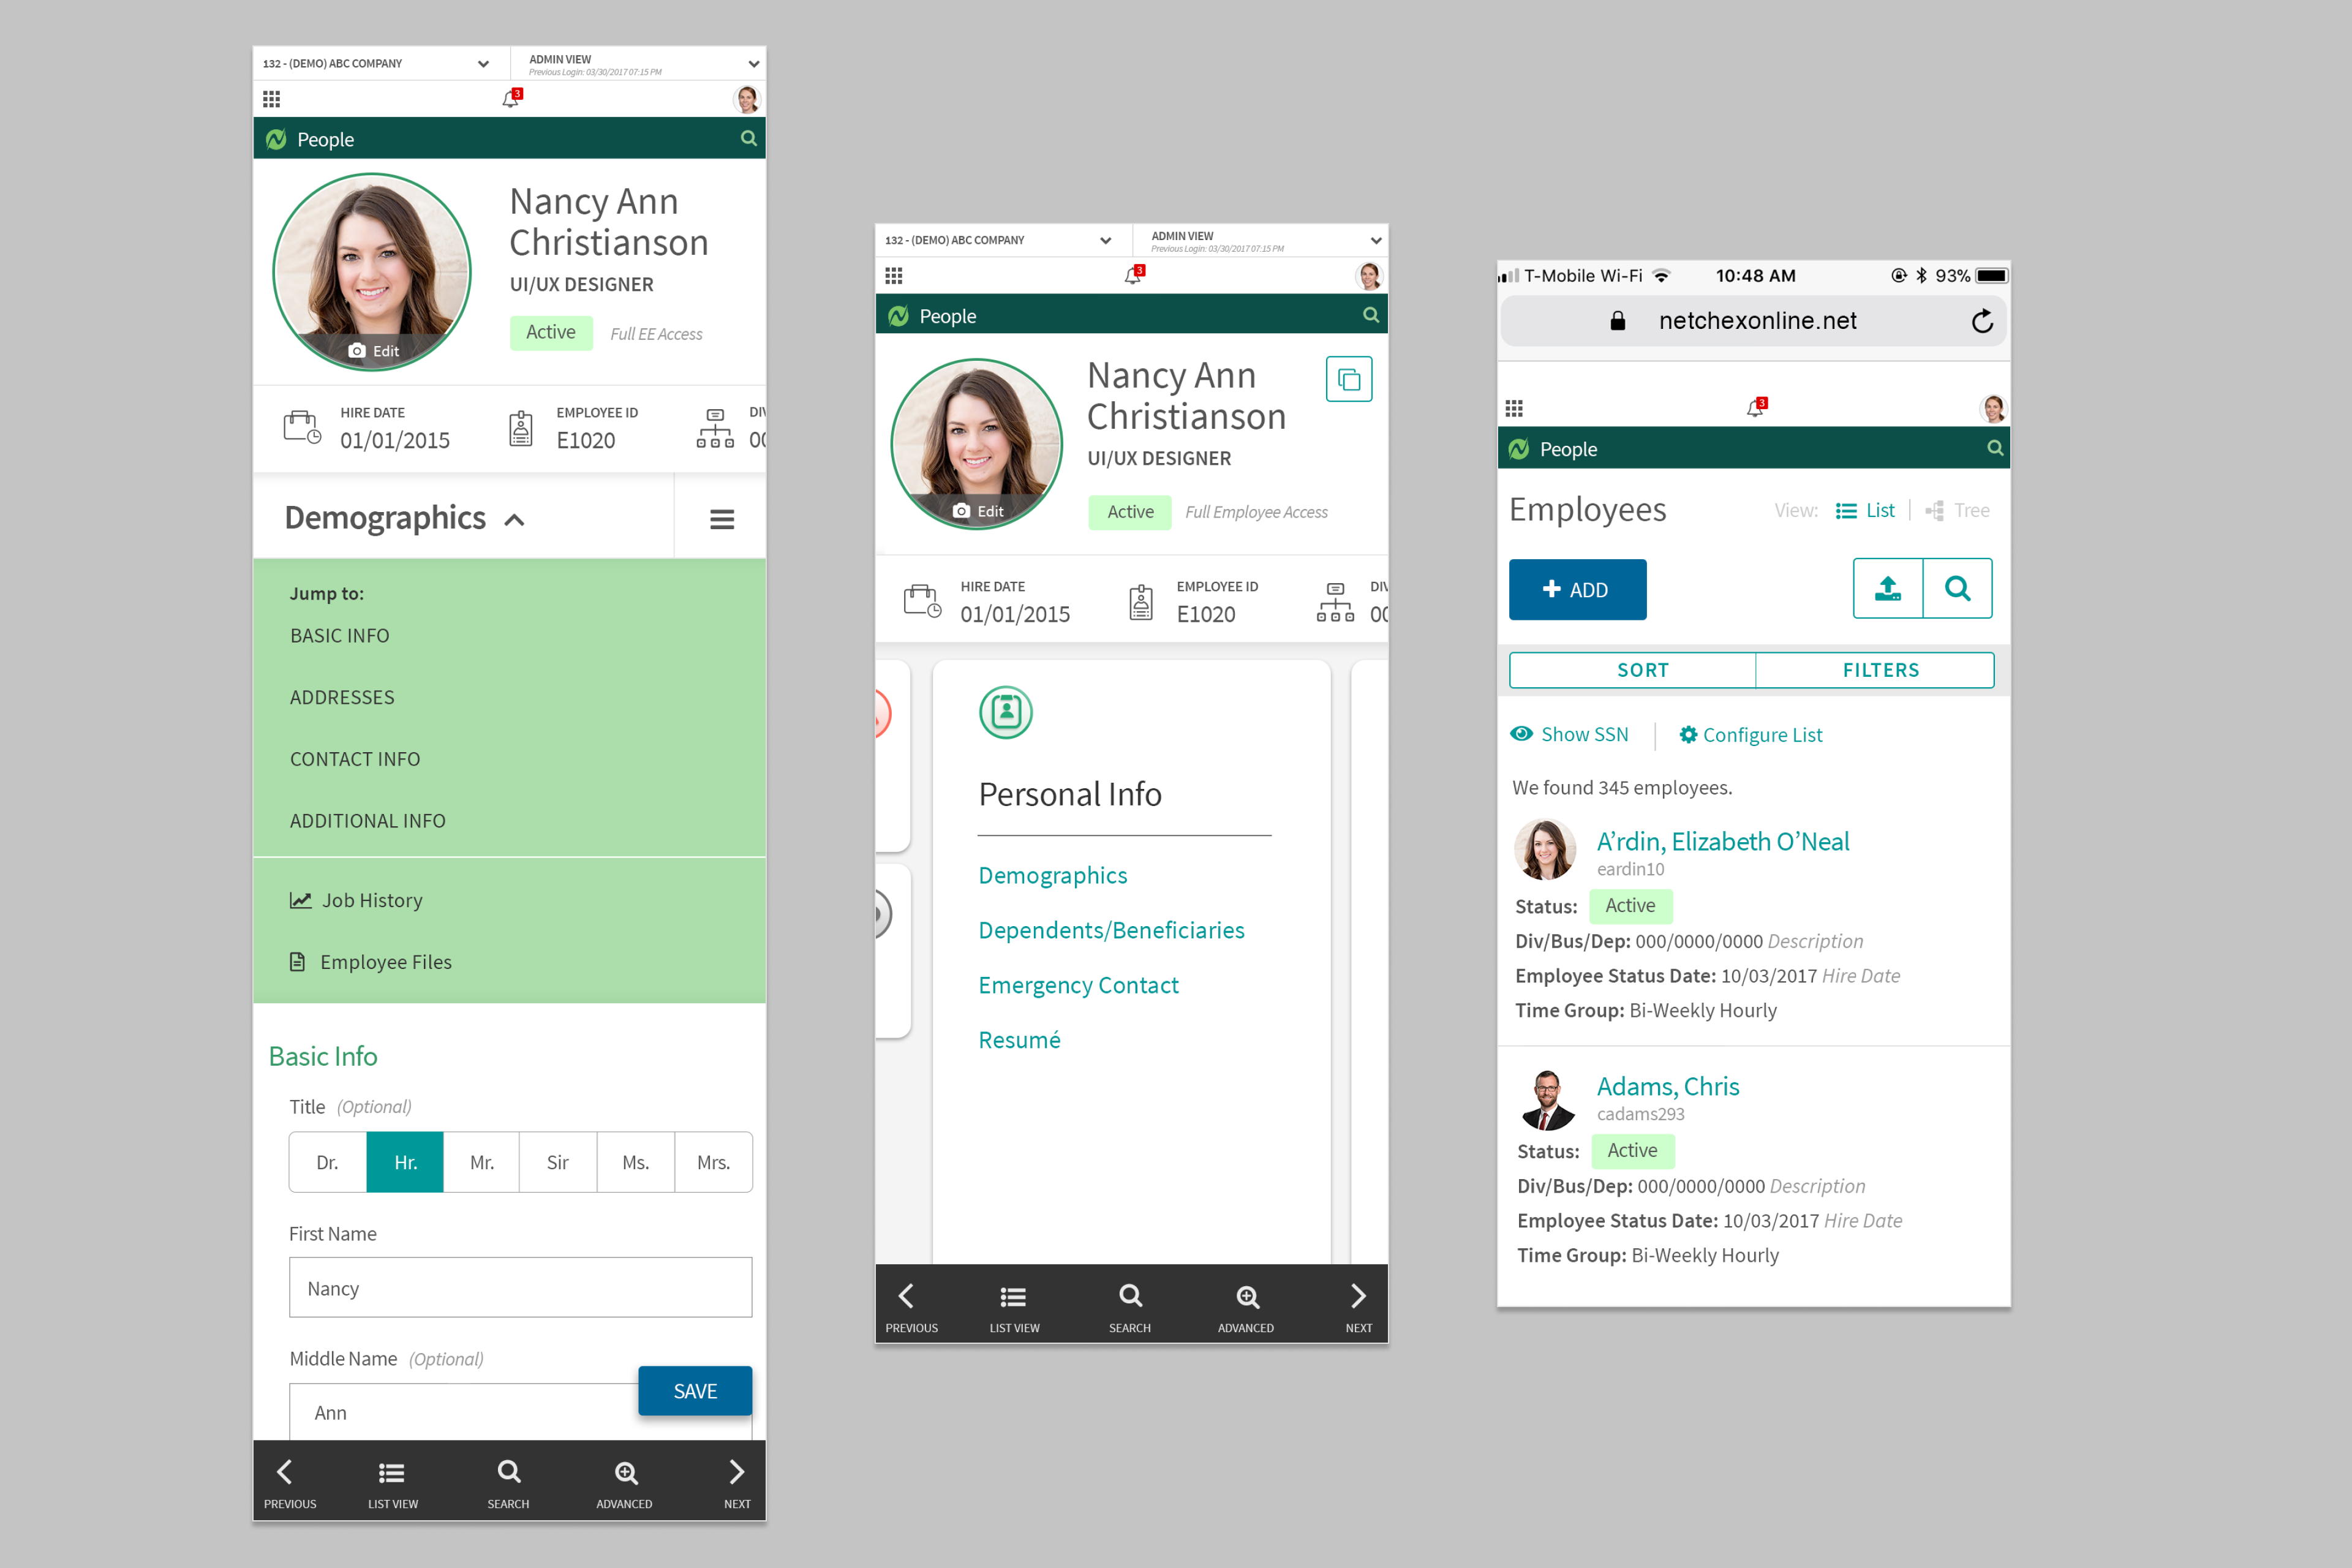 132 - (DEMO) ABC COMPANY
ADMIN VIEW
Previous Login: 03/30/2017 07:15 PM
3
People
Nancy Ann
Christianson
UI/UX DESIGNER
Edit
Active Full EE Access
HIRE DATE
01/01/2015
EMPLOYEE ID
E1020
Demographics
Jump to:
BASIC INFO
ADDRESSES
CONTACT INFO
ADDITIONAL INFO
Job History
Employee Files
Basic Info
Title (Optional)
Dr. Hr. Mr. Sir Ms. Mrs.
First Name
Nancy
Middle Name (Optional)
Ann
SAVE
PREVIOUS LIST VIEW SEARCH ADVANCED NEXT
132 - (DEMO) ABC COMPANY
ADMIN VIEW
Previous Login: 03/30/2017 07:15 PM
3
People
Nancy Ann
Christianson
UI/UX DESIGNER
Edit
Active Full Employee Access
HIRE DATE
01/01/2015
EMPLOYEE ID
E1020
Personal Info
Demographics
Dependents/Beneficiaries
Emergency Contact
Resumé
PREVIOUS LIST VIEW SEARCH ADVANCED NEXT
T-Mobile Wi-Fi 10:48 AM 93%
netchexonline.net
3
People
Employees View: List Tree
ADD
SORT FILTERS
Show SSN Configure List
We found 345 employees.
A’rdin, Elizabeth O’Neal
eardin10
Status: Active
Div/Bus/Dep: 000/0000/0000 Description
Employee Status Date: 10/03/2017 Hire Date
Time Group: Bi-Weekly Hourly
Adams, Chris
cadams293
Status: Active
Div/Bus/Dep: 000/0000/0000 Description
Employee Status Date: 10/03/2017 Hire Date
Time Group: Bi-Weekly Hourly